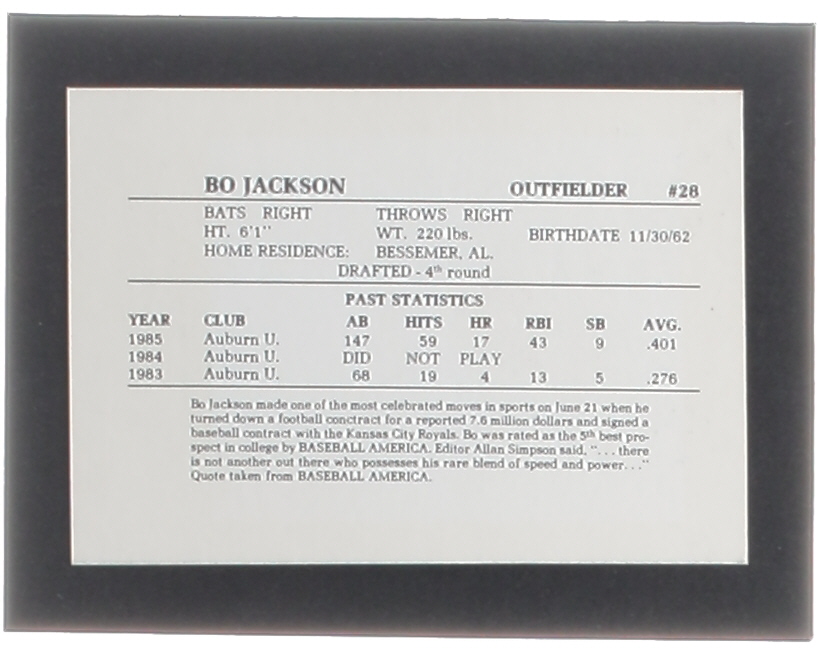 BO JACKSON OUTFIELDER #28
BATS RIGHT THROWS RIGHT
HT. 6'1'' WT. 220 lbs. BIRTHDATE 11/30/62
HOME RESIDENCE: BESSEMER, AL.
DRAFTED - 4th round
PAST STATISTICS
YEAR CLUB AB HITS HR RBI SB AVG.
1985 Auburn U. 147 59 17 43 9 .401
1984 Auburn U. DID NOT PLAY
1983 Auburn U. 68 19 4 13 5 .276
Bo Jackson made one of the most celebrated moves in sports on June 21 when he
turned down a football conctract for a reported 7.6 million dollars and signed a
baseball contract with the Kansas City Royals. Bo was rated as the 5th best pro-
spect in college by BASEBALL AMERICA. Editor Allan Simpson said, "... there
is not another out there who possesses his rare blend of speed and power..."
Quote taken from BASEBALL AMERICA.